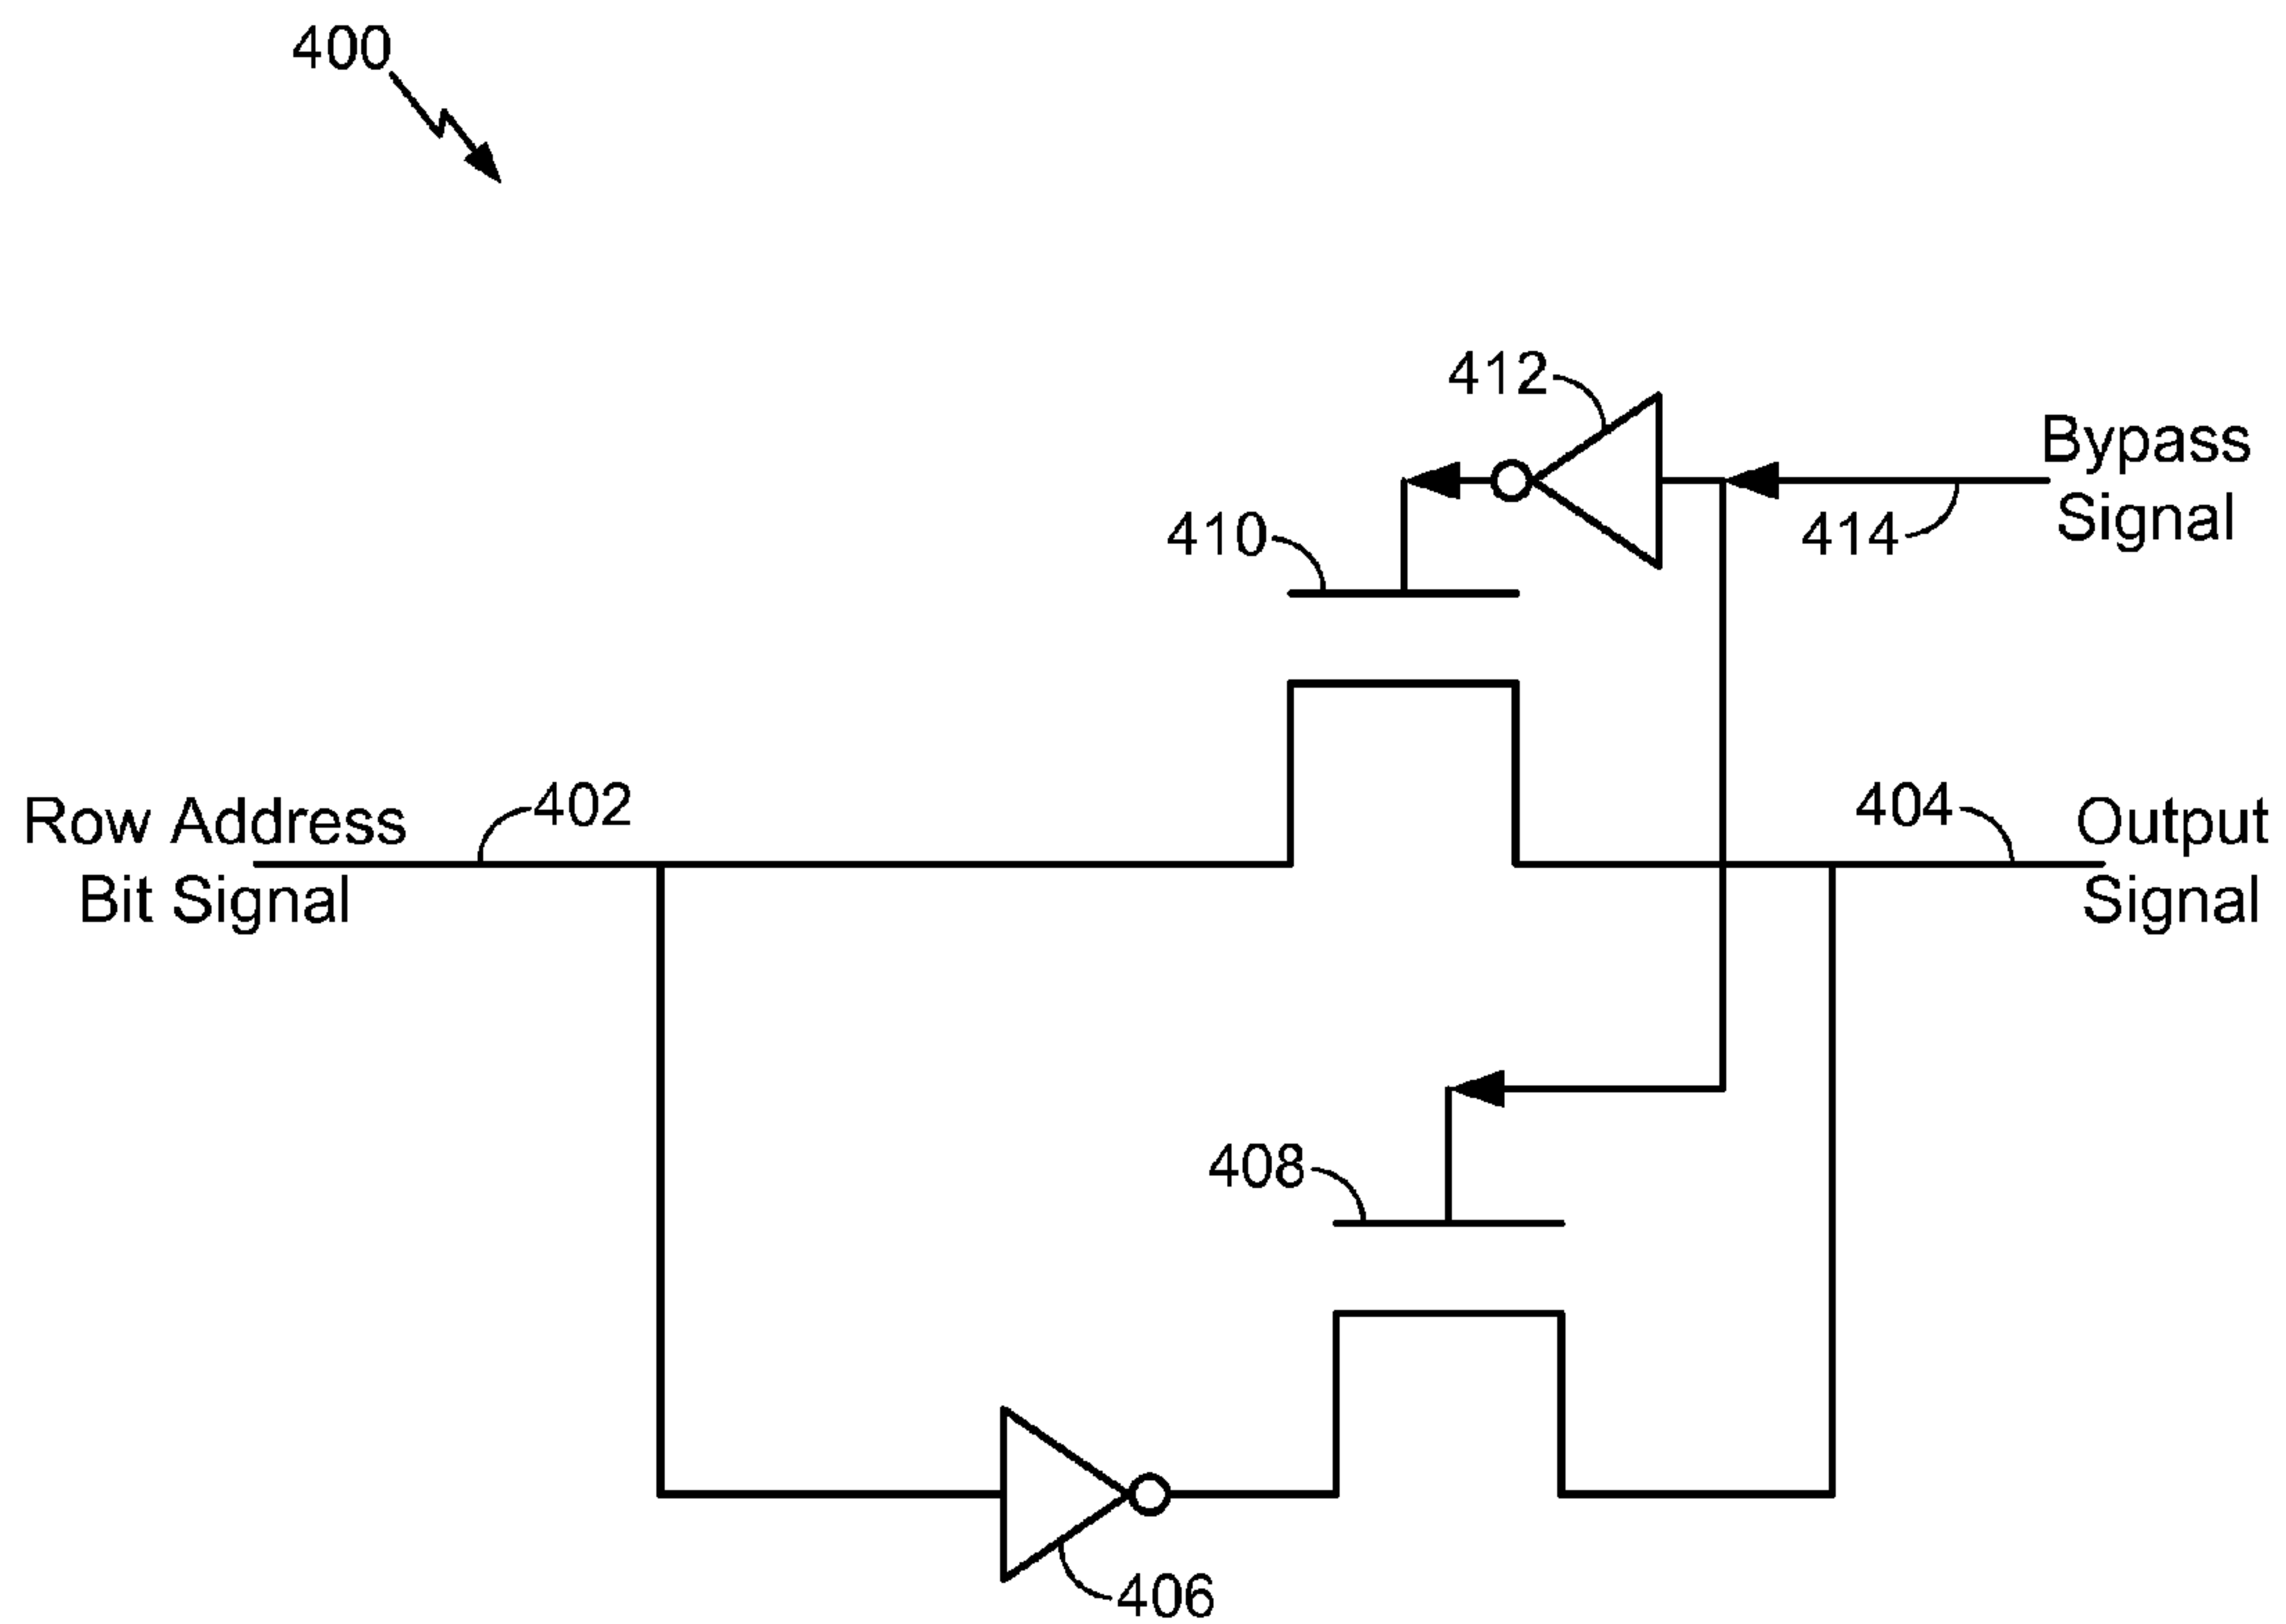 400
412
Bypass
Signal
414
410
402
Row Address
Bit Signal
404
Output
Signal
408
406